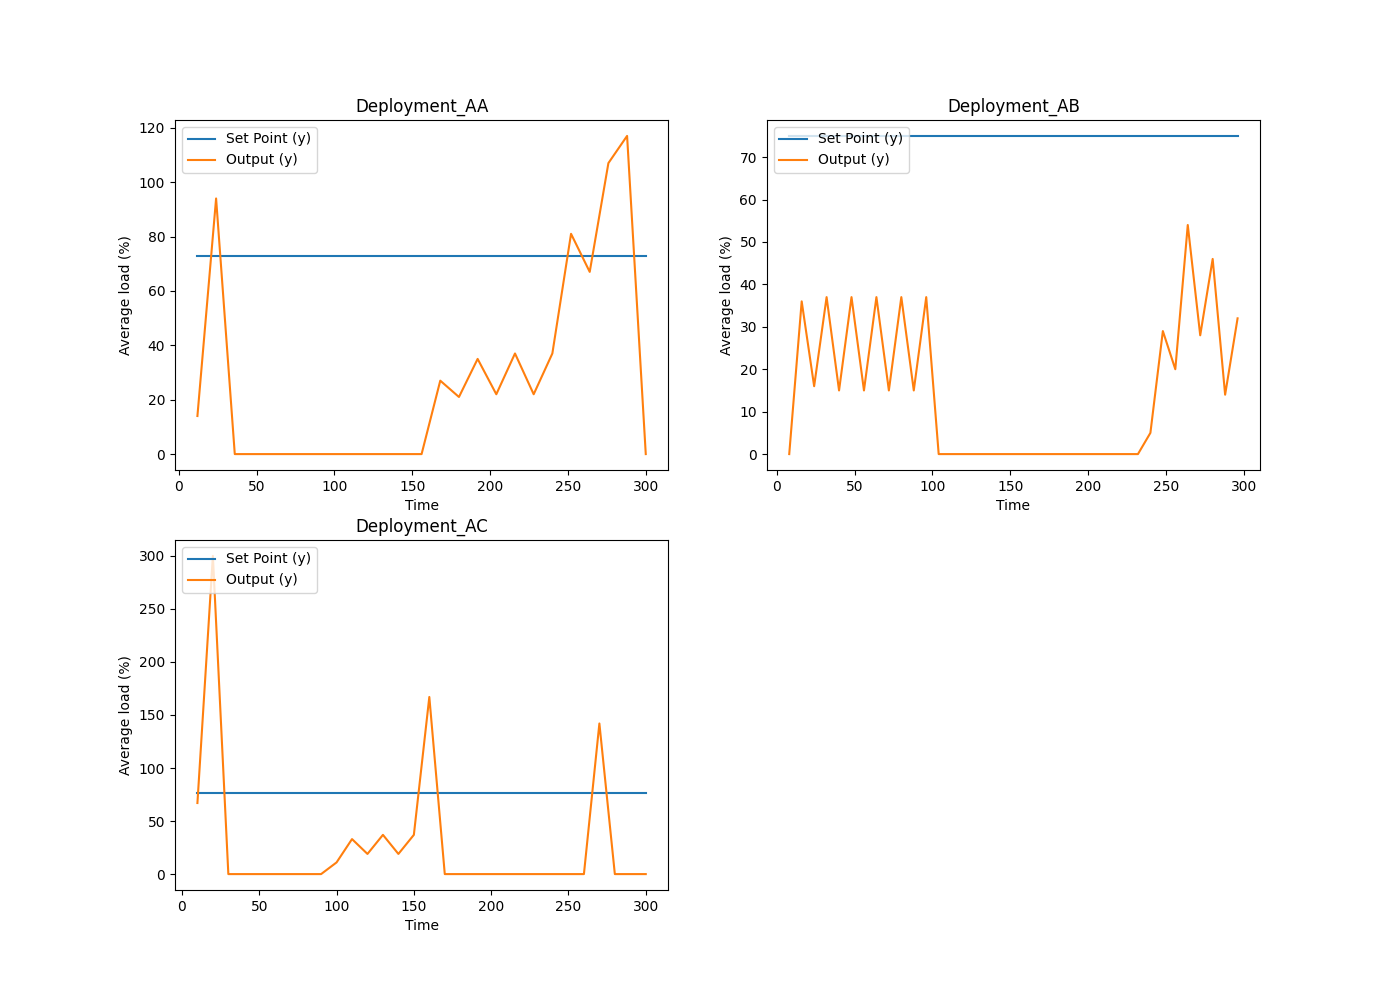 Deployment_AA
Set Point (y)
Output (y)
Average load (%)
120
100
80
60
40
20
0
0 50 100 150 200 250 300
Time
Deployment_AB
Set Point (y)
Output (y)
Average load (%)
70
60
50
40
30
20
10
0
0 50 100 150 200 250 300
Time
Deployment_AC
Set Point (y)
Output (y)
Average load (%)
300
250
200
150
100
50
0
0 50 100 150 200 250 300
Time